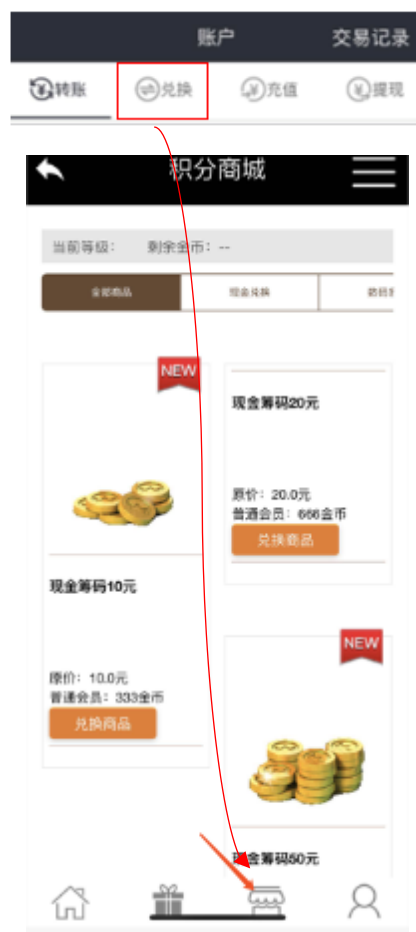 账户 交易记录
转账 兑换 充值 提现
积分商城
当前等级： 剩余金币：--
全部商品 现金兑换
NEW
现金筹码20元
原价：20.0元
普通会员：666金币
兑换商品
现金筹码10元
原价：10.0元
普通会员：333金币
兑换商品
NEW
现金筹码50元